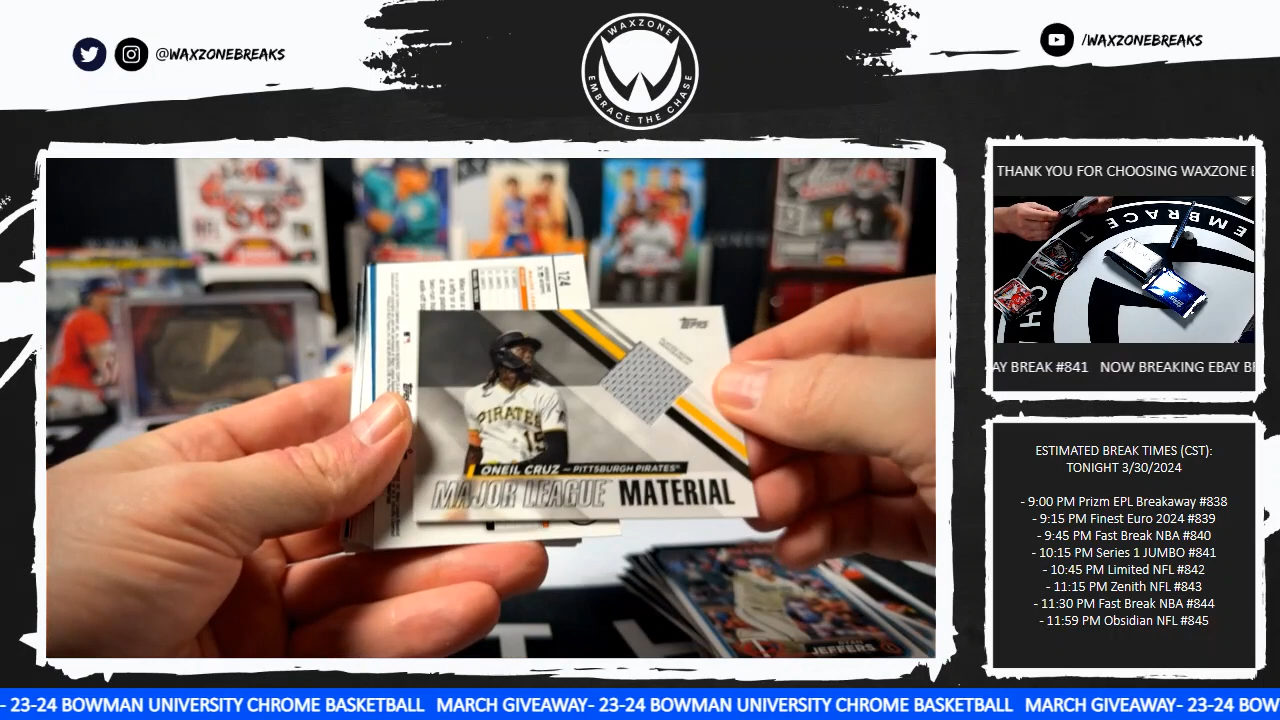 @WAXZONEBREAKS
WAXZONE
EMBRACE THE CHASE
/WAXZONEBREAKS
124
TOPPS
PIRATES
15
ONEIL CRUZ – PITTSBURGH PIRATES®
MAJOR LEAGUE MATERIAL
RYAN
JEFFERS
THANK YOU FOR CHOOSING WAXZONE
EMBRACE
AY BREAK #841 NOW BREAKING EBAY
ESTIMATED BREAK TIMES (CST):
TONIGHT 3/30/2024
- 9:00 PM Prizm EPL Breakaway #838
- 9:15 PM Finest Euro 2024 #839
- 9:45 PM Fast Break NBA #840
- 10:15 PM Series 1 JUMBO #841
- 10:45 PM Limited NFL #842
- 11:15 PM Zenith NFL #843
- 11:30 PM Fast Break NBA #844
- 11:59 PM Obsidian NFL #845
- 23-24 BOWMAN UNIVERSITY CHROME BASKETBALL MARCH GIVEAWAY- 23-24 BOWMAN UNIVERSITY CHROME BASKETBALL MARCH GIVEAWAY- 23-24 BOW